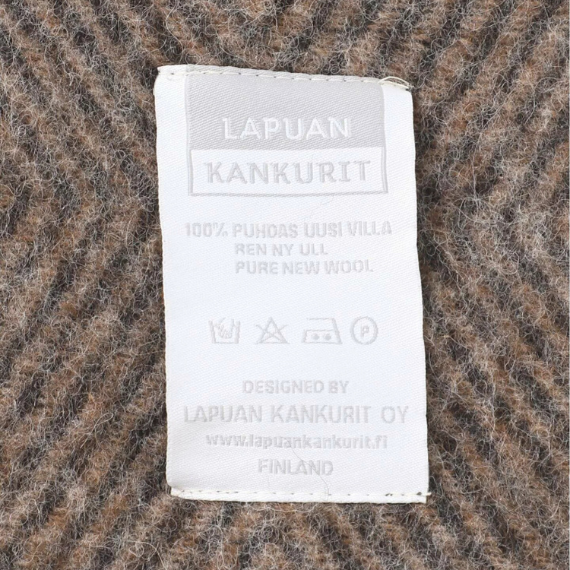 LAPUAN
KANKURIT
100% PUHDAS UUSI VILLA
REN NY ULL
PURE NEW WOOL
P
DESIGNED BY
LAPUAN KANKURIT OY
www.lapuankankurit.fi
FINLAND